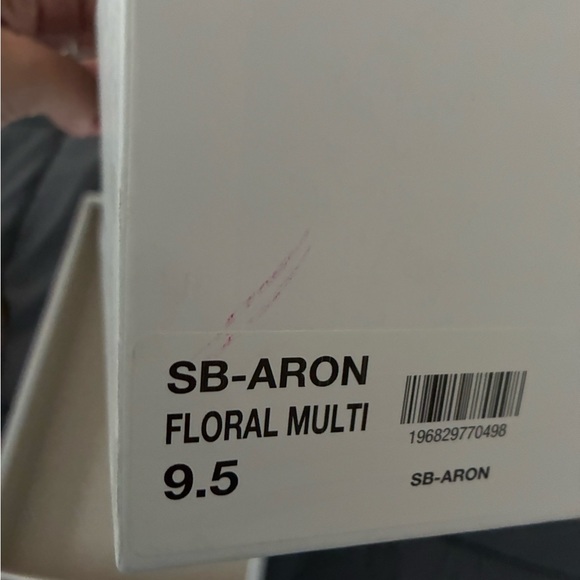 SB-ARON
FLORAL MULTI
9.5
196829770498
SB-ARON